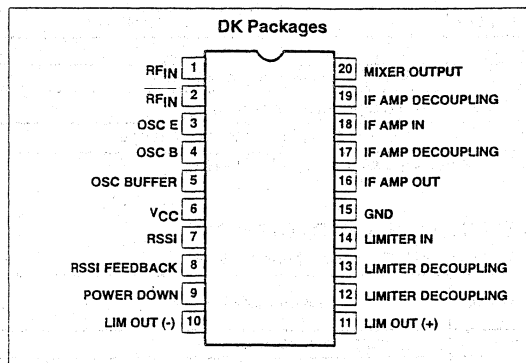 DK Packages
RFIN 1
RFIN 2
OSC E 3
OSC B 4
OSC BUFFER 5
VCC 6
RSSI 7
RSSI FEEDBACK 8
POWER DOWN 9
LIM OUT (-) 10
20 MIXER OUTPUT
19 IF AMP DECOUPLING
18 IF AMP IN
17 IF AMP DECOUPLING
16 IF AMP OUT
15 GND
14 LIMITER IN
13 LIMITER DECOUPLING
12 LIMITER DECOUPLING
11 LIM OUT (+)